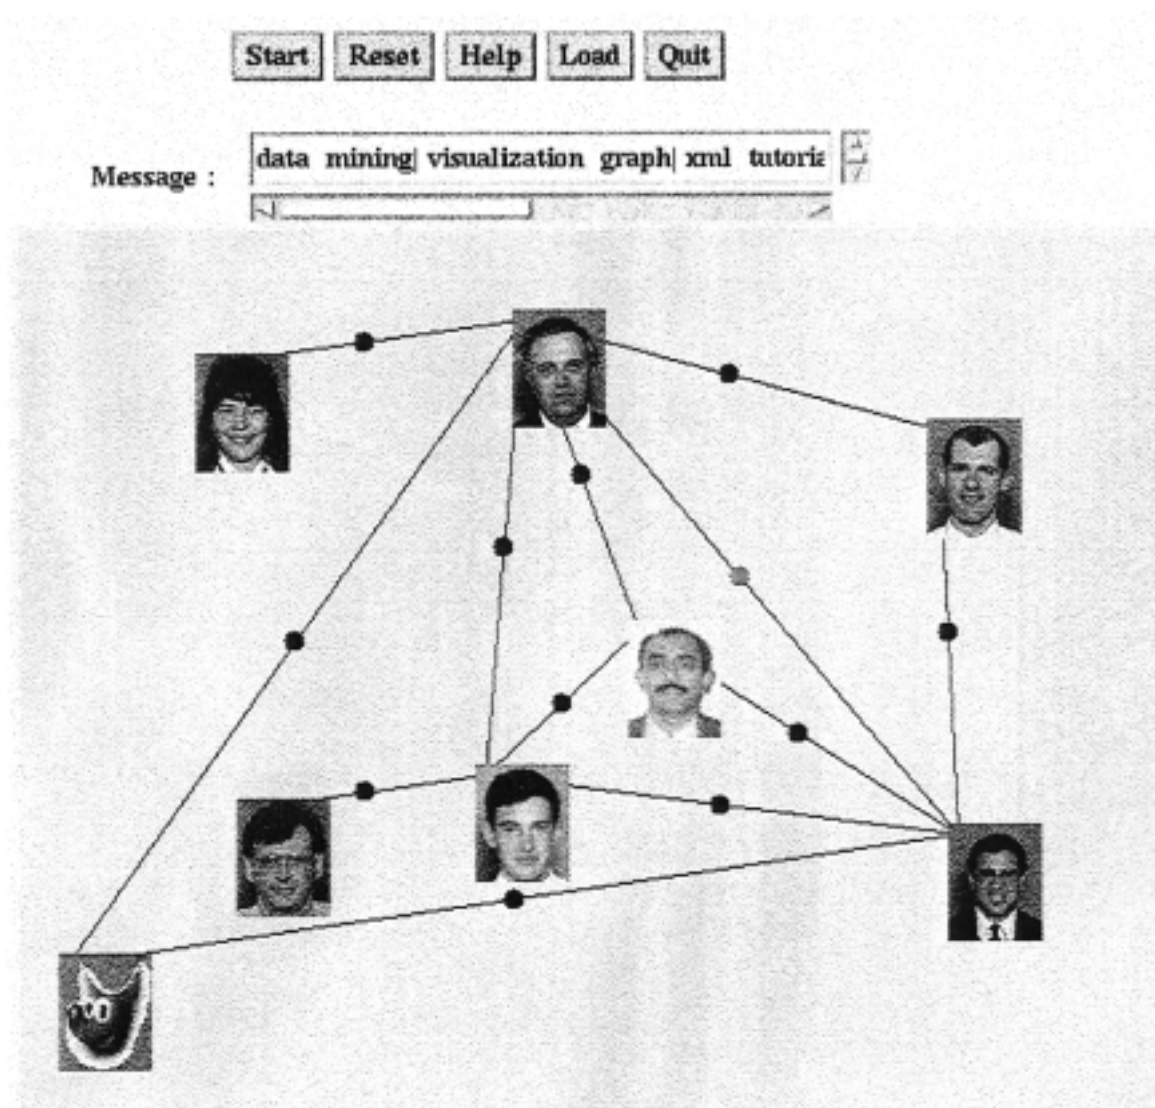 Start Reset Help Load Quit
Message :
data mining| visualization graph| xml tutoria